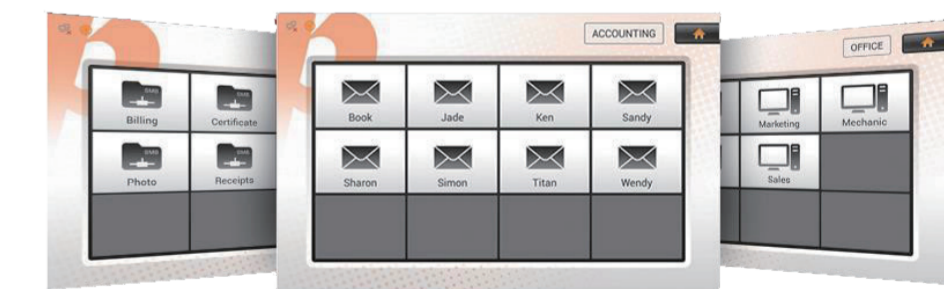 Billing
Certificate
Photo
Receipts
ACCOUNTING
Book Jade Ken Sandy
Sharon Simon Titan Wendy
OFFICE
Marketing Mechanic
Sales